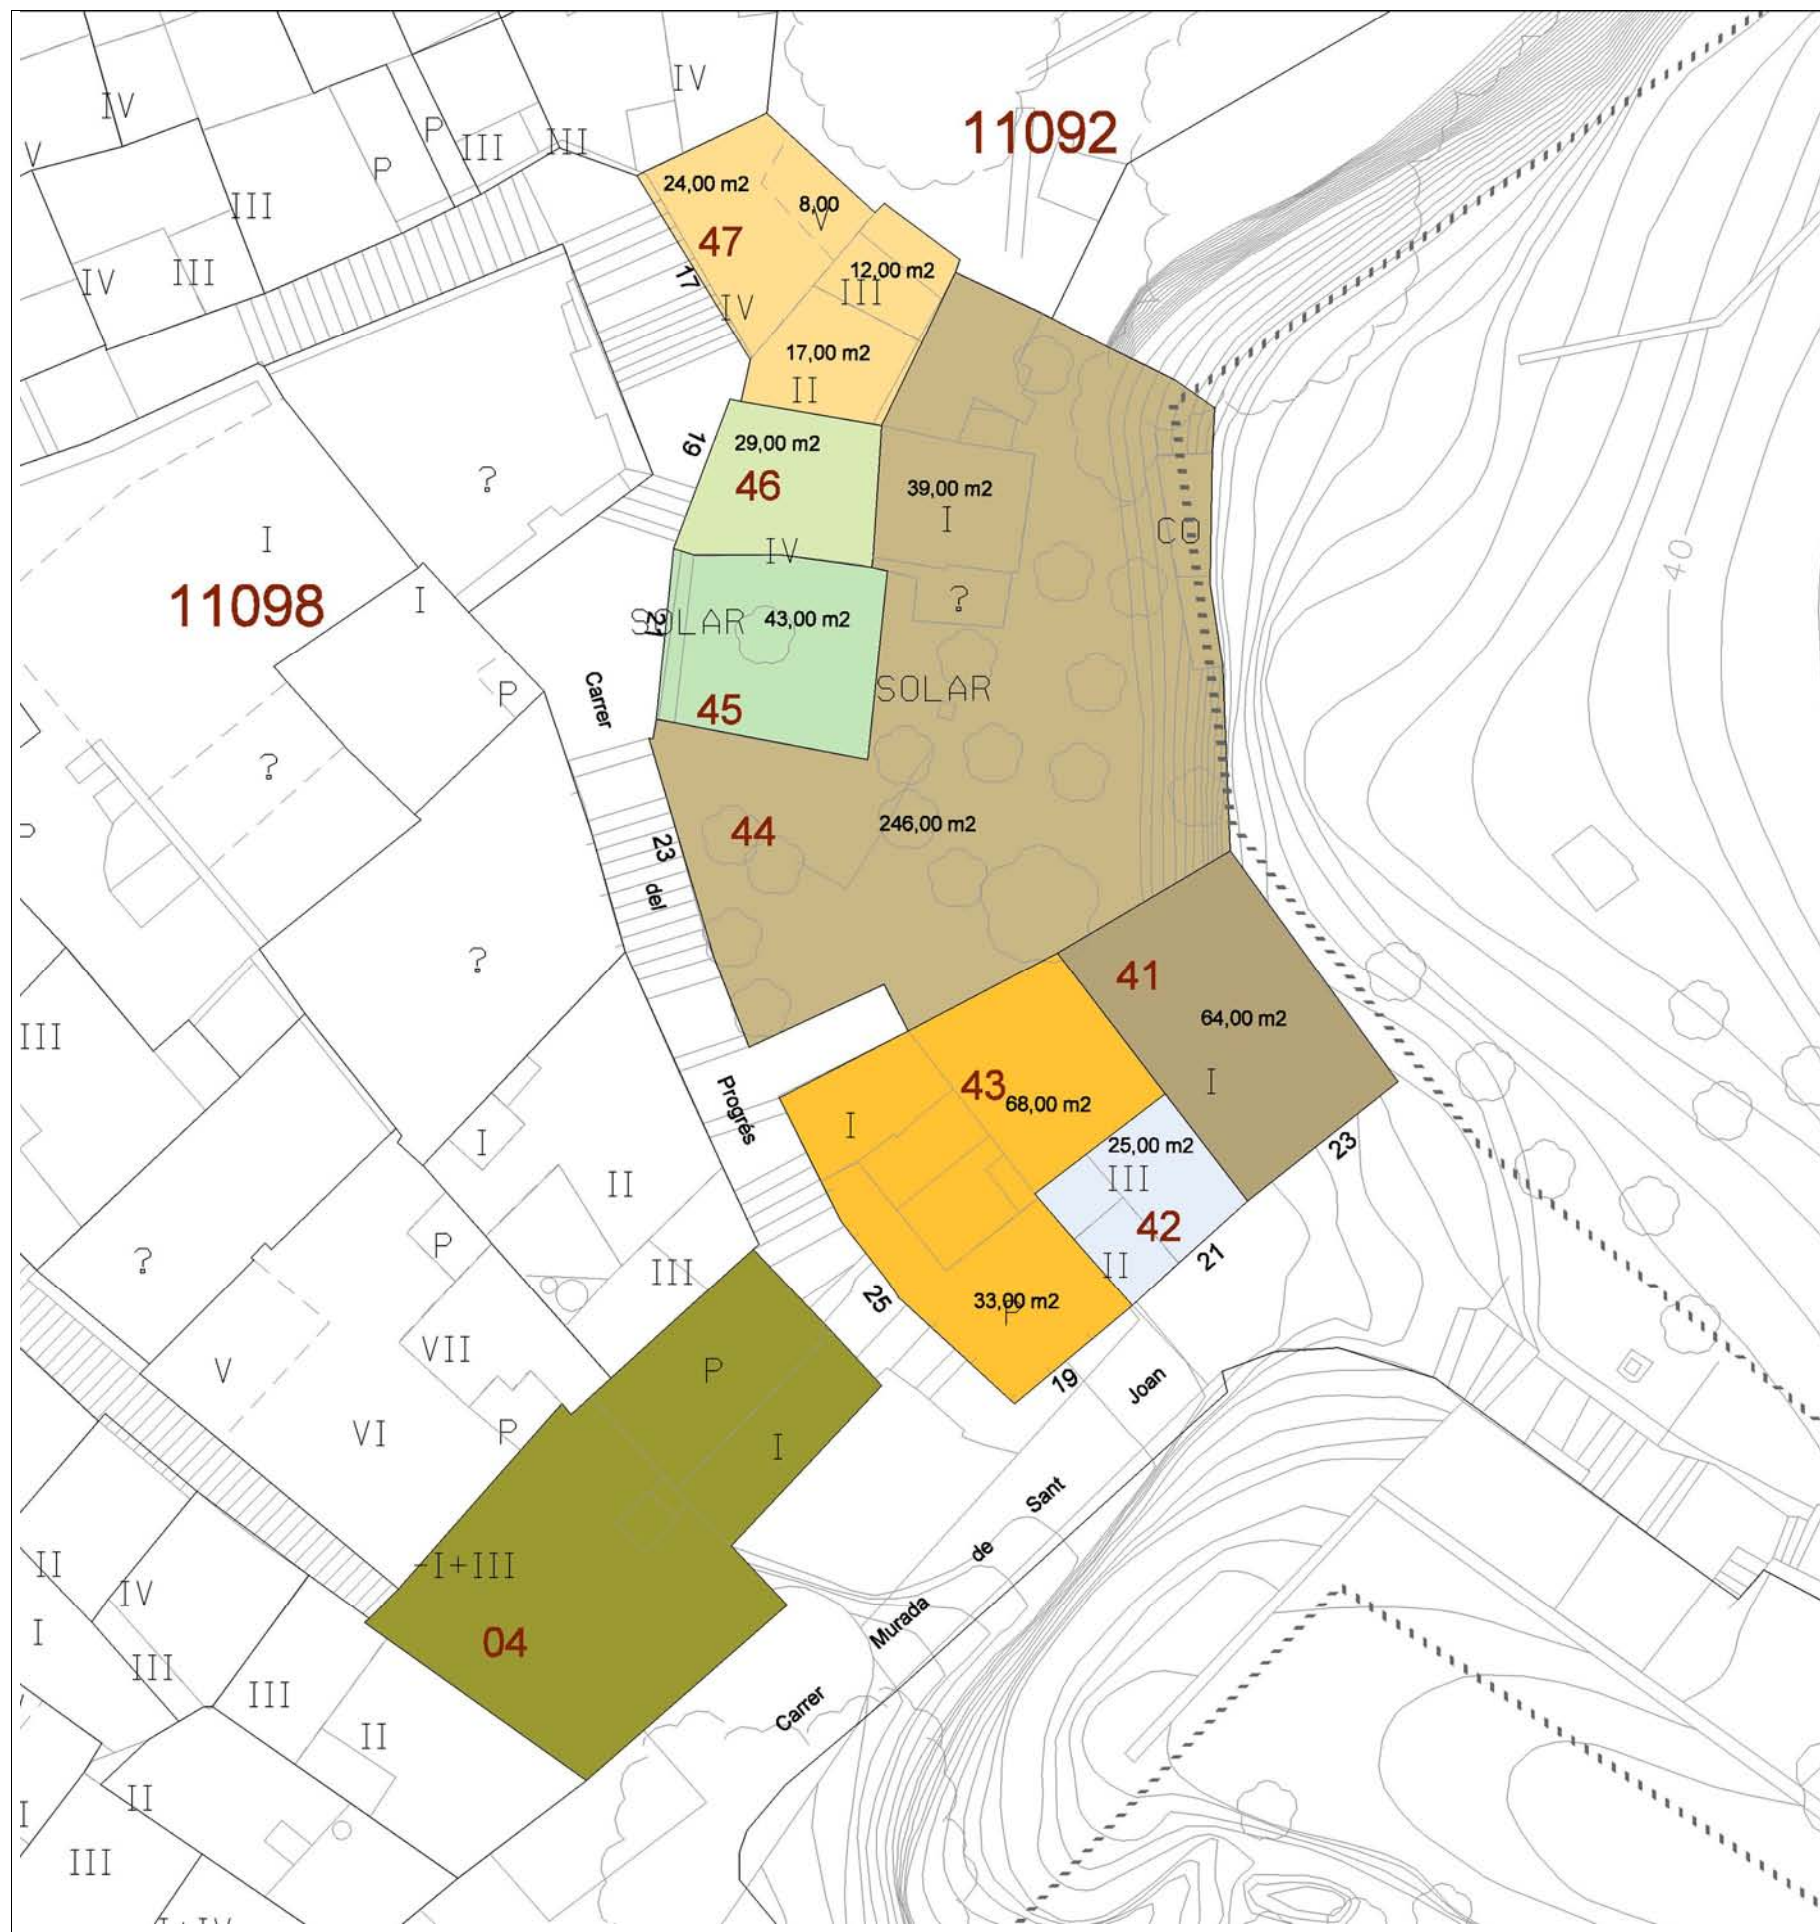 IV
IV
11092
P
III
III
V
P
24,00 m2
8,00
V
III
47
12,00 m2
III
IV
III
17
IV
17,00 m2
II
19
29,00 m2
46
39,00 m2
I
?
I
IV
CO
40
11098
I
?
SOLAR
21
43,00 m2
SOLAR
45
P
Carrer
?
44
246,00 m2
23
del
?
41
64,00 m2
III
I
43
68,00 m2
Progrés
I
I
25,00 m2
23
III
II
42
21
P
?
III
II
25
33,00 m2
P
VII
V
P
19
Joan
VI
P
I
Sant
de
-I+III
II
IV
Murada
I
04
III
III
Carrer
II
II
I
III